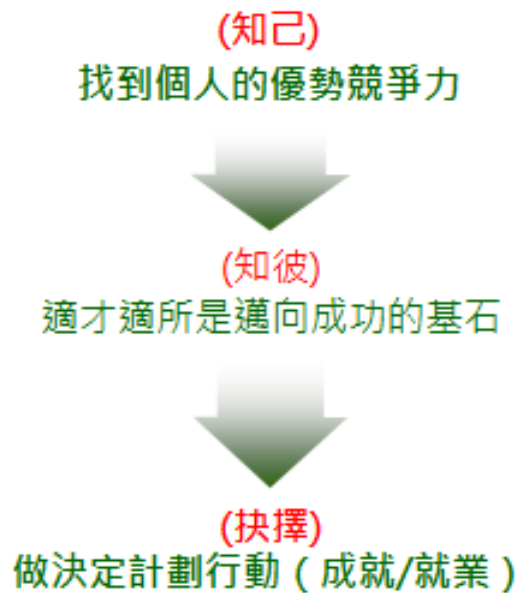 (知己)
找到個人的優勢競爭力
(知彼)
適才適所是邁向成功的基石
(抉擇)
做決定計劃行動（成就/就業）